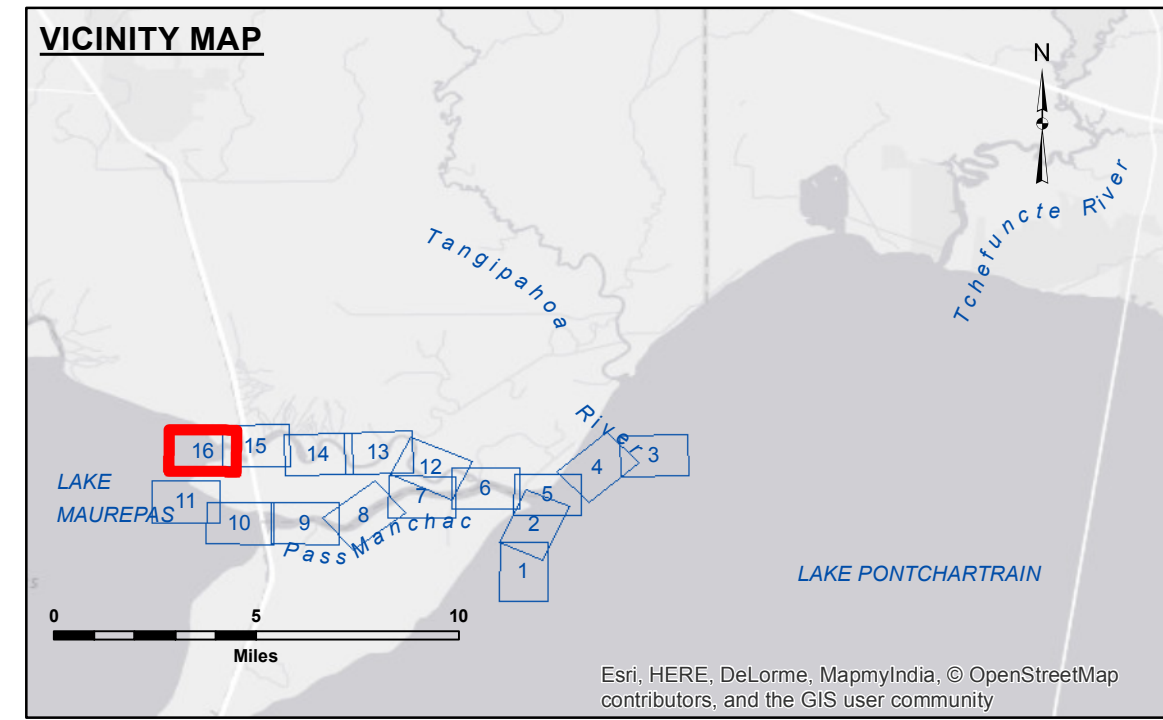 VICINITY MAP
N
Tchefuncte River
Tangipahoa
River
16
15
14
13
12
3
4
LAKE
MAUREPAS
11
10
9
8
7
6
5
2
1
Pass Manchac
LAKE PONTCHARTRAIN
0 5 10
Miles
Esri, HERE, DeLorme, MapmyIndia, © OpenStreetMap
contributors, and the GIS user community